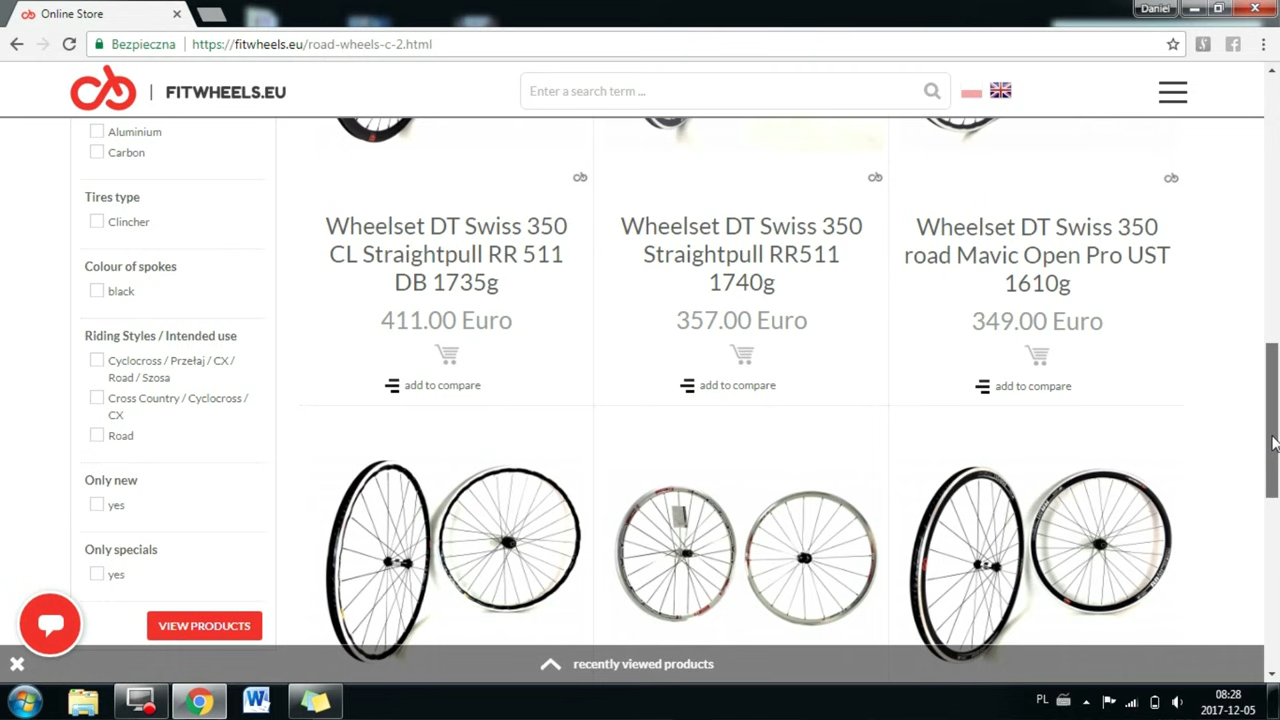 Online Store
Daniel
Bezpieczna
https://fitwheels.eu/road-wheels-c-2.html
FITWHEELS.EU
Enter a search term ...
Aluminium
Carbon
Tires type
Clincher
Colour of spokes
black
Riding Styles / Intended use
Cyclocross / Przełaj / CX /
Road / Szosa
Cross Country / Cyclocross /
CX
Road
Only new
yes
Only specials
yes
VIEW PRODUCTS
Wheelset DT Swiss 350
CL Straightpull RR 511
DB 1735g
411.00 Euro
add to compare
Wheelset DT Swiss 350
Straightpull RR511
1740g
357.00 Euro
add to compare
Wheelset DT Swiss 350
road Mavic Open Pro UST
1610g
349.00 Euro
add to compare
recently viewed products
PL
08:28
2017-12-05